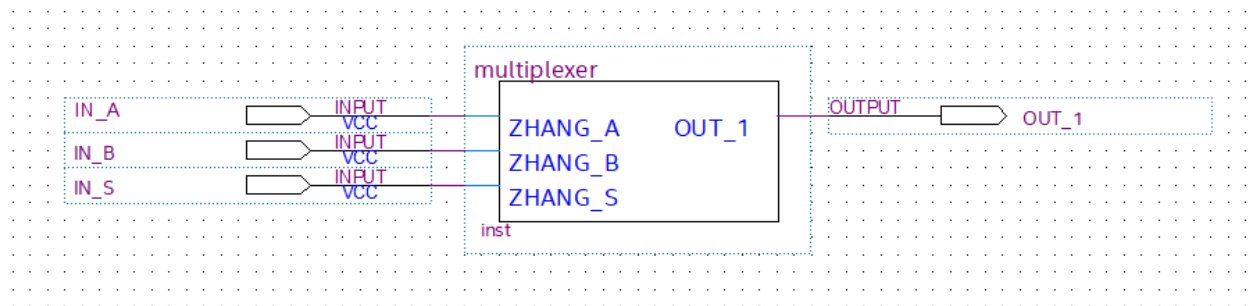 multiplexer
IN_A
INPUT
VCC
IN_B
INPUT
VCC
IN_S
INPUT
VCC
ZHANG_A
OUT_1
ZHANG_B
ZHANG_S
inst
OUTPUT
OUT_1